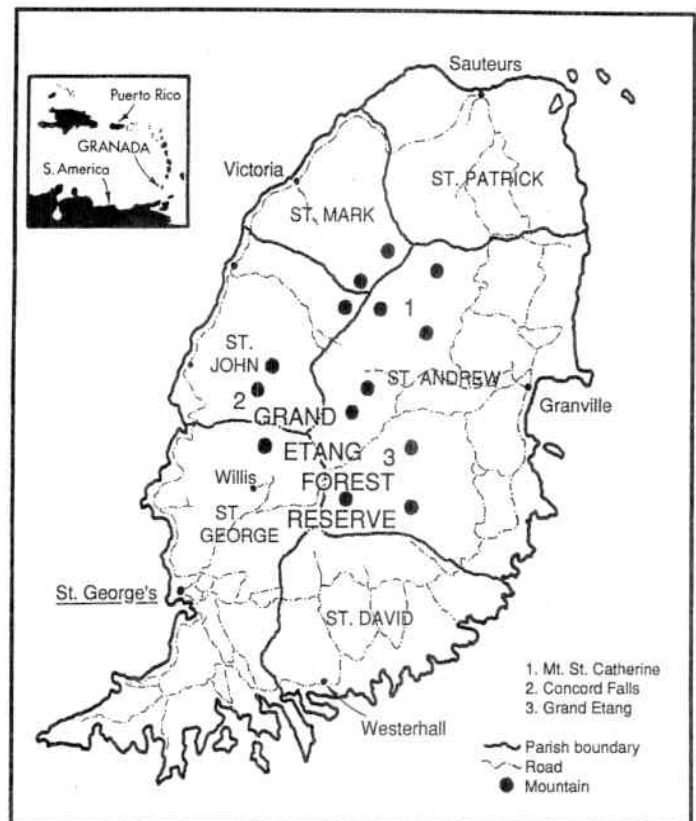 Sauteurs
Puerto Rico
GRANADA
S. America
Victoria
ST. PATRICK
ST. MARK
1
ST.
JOHN
ST. ANDREW
2
GRAND
Granville
ETANG
3
Willis
FOREST
ST.
GEORGE
RESERVE
St. George's
ST. DAVID
1. Mt. St. Catherine
2. Concord Falls
3. Grand Etang
Westerhall
Parish boundary
Road
Mountain